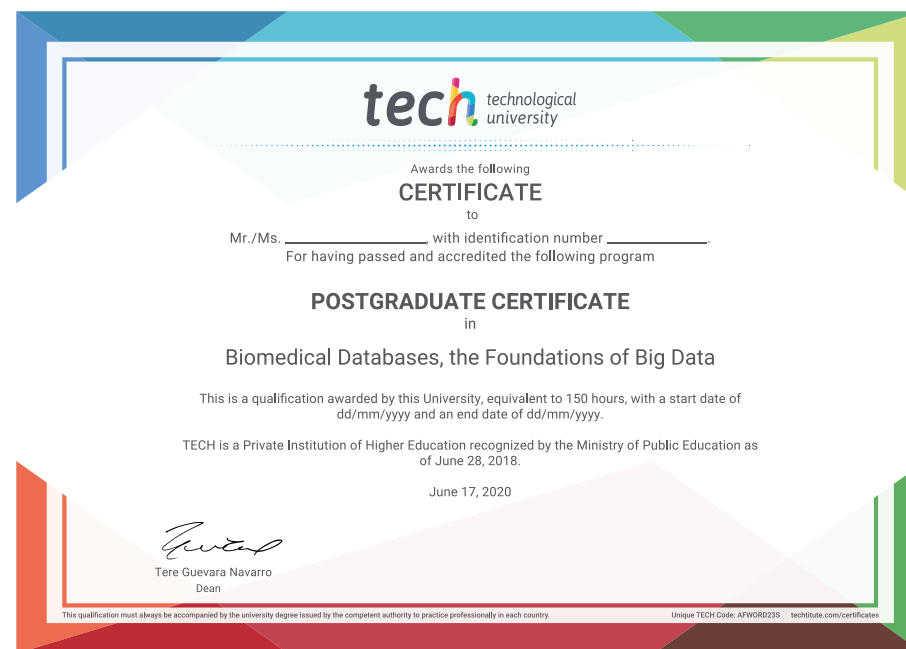 tech technological
university
Awards the following
CERTIFICATE
to
Mr./Ms. ____________________, with identification number ______________.
For having passed and accredited the following program
POSTGRADUATE CERTIFICATE
in
Biomedical Databases, the Foundations of Big Data
This is a qualification awarded by this University, equivalent to 150 hours, with a start date of
dd/mm/yyyy and an end date of dd/mm/yyyy.
TECH is a Private Institution of Higher Education recognized by the Ministry of Public Education as
of June 28, 2018.
June 17, 2020
Tere Guevara Navarro
Dean
This qualification must always be accompanied by the university degree issued by the competent authority to practice professionally in each country.
Unique TECH Code: AFWORD23S techtitute.com/certificates